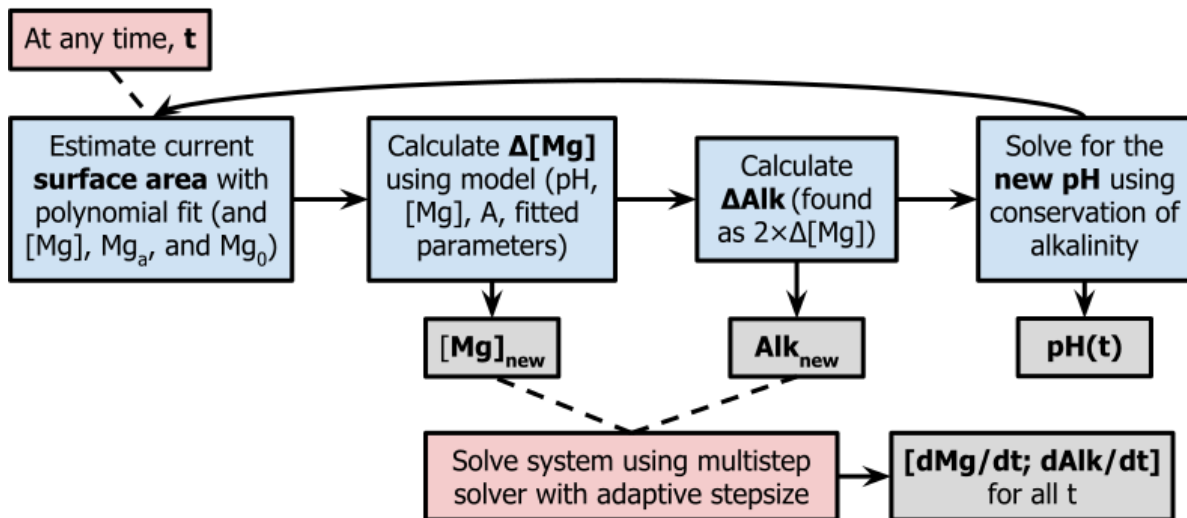 At any time, t
Estimate current
surface area with
polynomial fit (and
[Mg], Mgₐ, and Mg₀)
Calculate Δ[Mg]
using model (pH,
[Mg], A, fitted
parameters)
Calculate
ΔAlk (found
as 2×Δ[Mg])
Solve for the
new pH using
conservation of
alkalinity
[Mg]new
Alknew
pH(t)
Solve system using multistep
solver with adaptive stepsize
[dMg/dt; dAlk/dt]
for all t